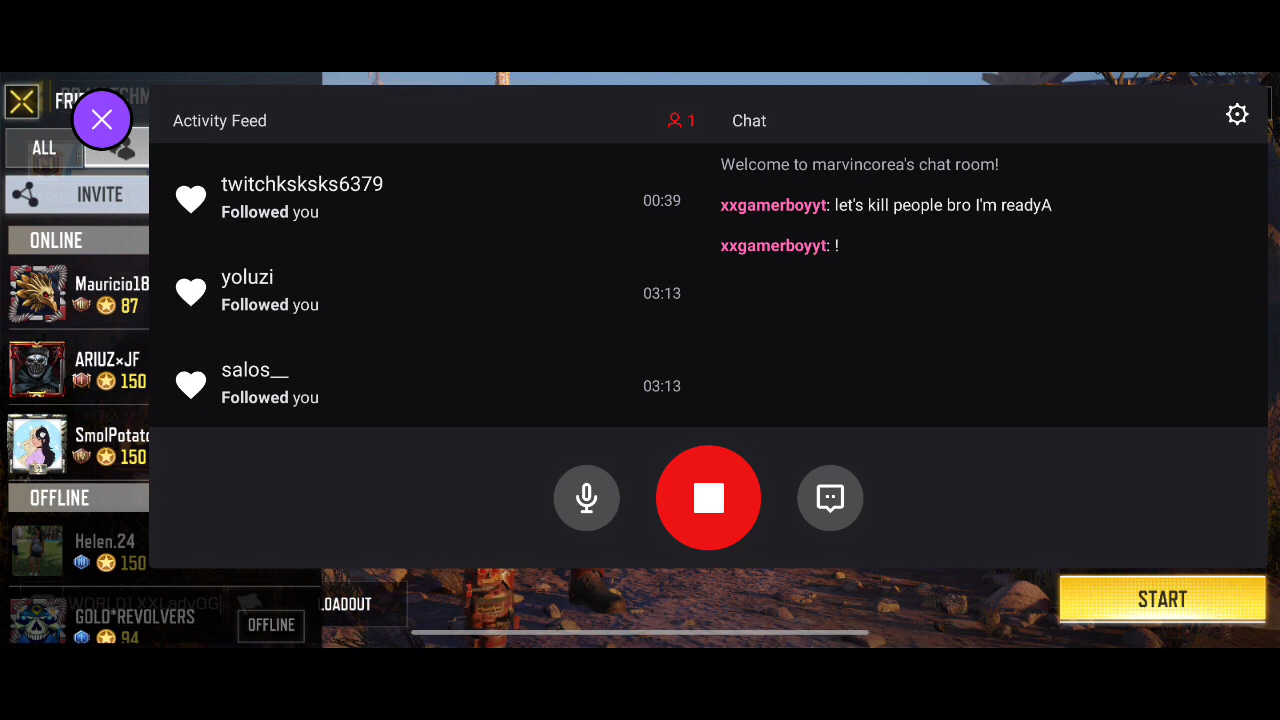 FRI
Activity Feed
1
Chat
ALL
INVITE
ONLINE
Mauricio18
87
ARIUZ×JF
150
SmolPotato
150
OFFLINE
Helen.24
150
GOLD*REVOLVERS
94
OFFLINE
LOADOUT
twitchksksks6379
Followed you
00:39
yoluzi
Followed you
03:13
salos__
Followed you
03:13
Welcome to marvincorea's chat room!
xxgamerboyyt: let's kill people bro I'm readyA
xxgamerboyyt: !
START